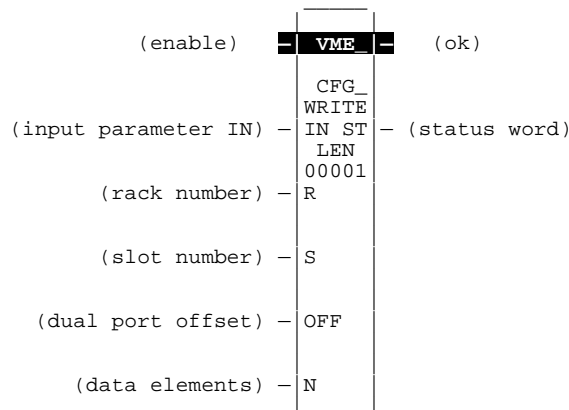 (enable) VME_ (ok)
CFG_
WRITE
(input parameter IN) IN ST (status word)
LEN
00001
(rack number) R
(slot number) S
(dual port offset) OFF
(data elements) N